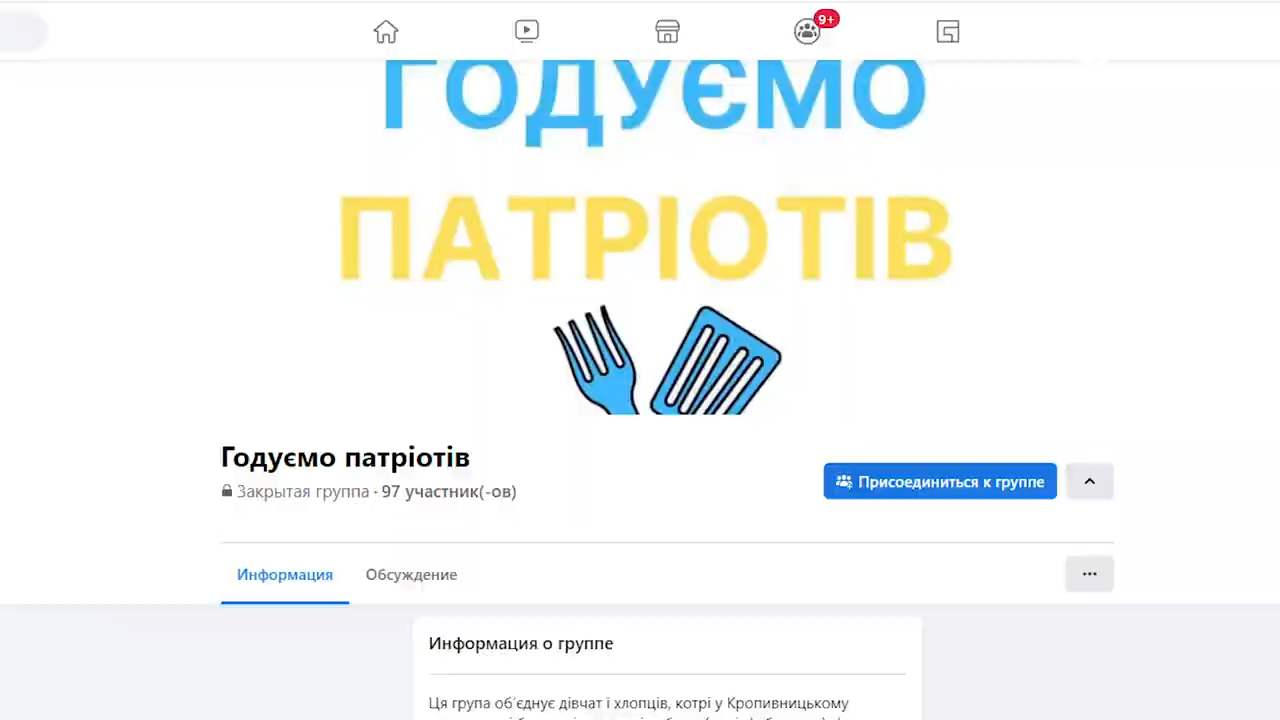 9+
ГОДУЄМО
ПАТРІОТІВ
Годуємо патріотів
Закрытая группа · 97 участник(-ов)
Присоединиться к группе
Информация
Обсуждение
Информация о группе
Ця група об'єднує дівчат і хлопців, котрі у Кропивницькому